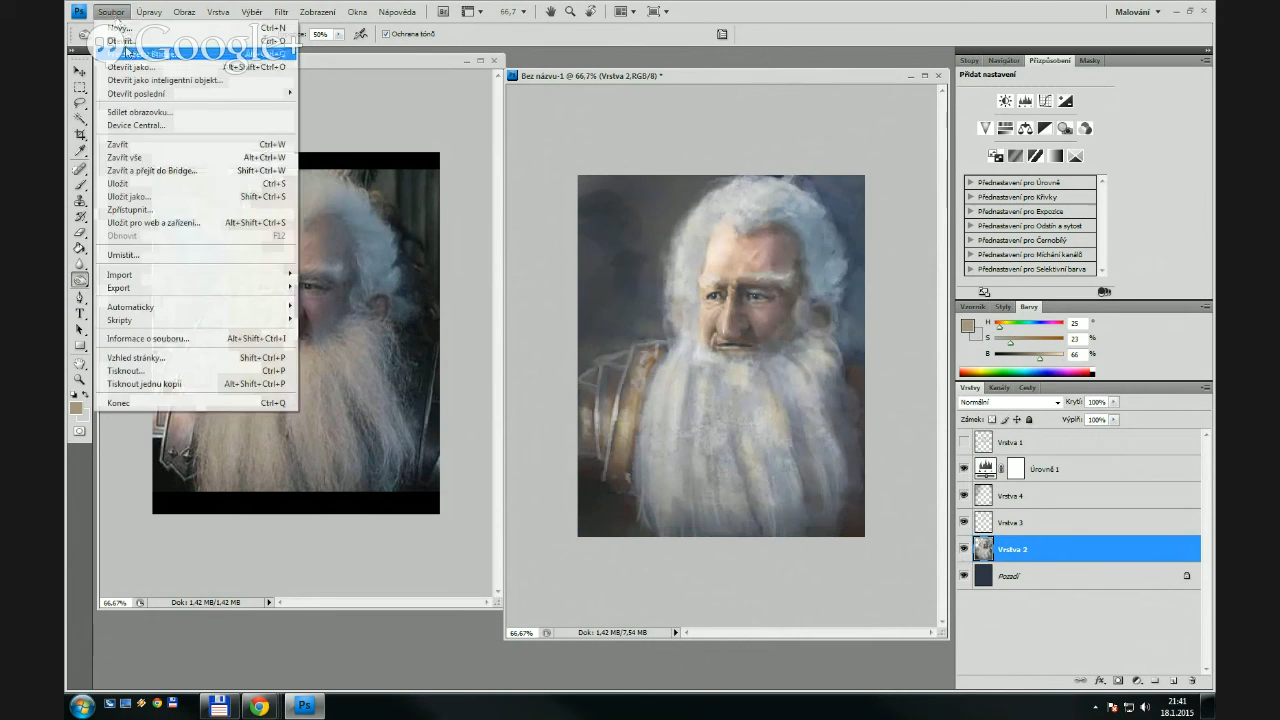 Ps Soubor Úpravy Obraz Vrstva Výběr Filtr Zobrazení Okna Nápověda Br 66,7 Malování
50% Ochrana tónů
Google+
Nový... Ctrl+N
Otevřít...
Otevřít jako... Alt+Shift+Ctrl+O
Otevřít jako inteligentní objekt...
Otevřít poslední
Sdílet obrazovku...
Device Central...
Zavřít Ctrl+W
Zavřít vše Alt+Ctrl+W
Zavřít a přejít do Bridge... Shift+Ctrl+W
Uložit Ctrl+S
Uložit jako... Shift+Ctrl+S
Zpřístupnit...
Uložit pro web a zařízení... Alt+Shift+Ctrl+S
Obnovit F12
Umístit...
Import
Export
Automaticky
Skripty
Informace o souboru... Alt+Shift+Ctrl+I
Vzhled stránky... Shift+Ctrl+P
Tisknout... Ctrl+P
Tisknout jednu kopii Alt+Shift+Ctrl+P
Konec Ctrl+Q
66.67% Dok: 1,42 MB/1,42 MB
Bez názvu-1 @ 66,7% (Vrstva 2,RGB/8) *
66.67% Dok: 1,42 MB/7,54 MB
Stopy Navigátor Přizpůsobení Masky
Přidat nastavení
Přednastavení pro Úrovně
Přednastavení pro Křivky
Přednastavení pro Expozice
Přednastavení pro Odstín a sytost
Přednastavení pro Černobílý
Přednastavení pro Míchání kanálů
Přednastavení pro Selektivní barva
Vzorník Styly Barvy
H 25 °
S 23 %
B 66 %
Vrstvy Kanály Cesty
Normální Krytí: 100%
Zámek: Výplň: 100%
Vrstva 1
Úrovně 1
Vrstva 4
Vrstva 3
Vrstva 2
Pozadí
Ps
21:41
18.1.2015